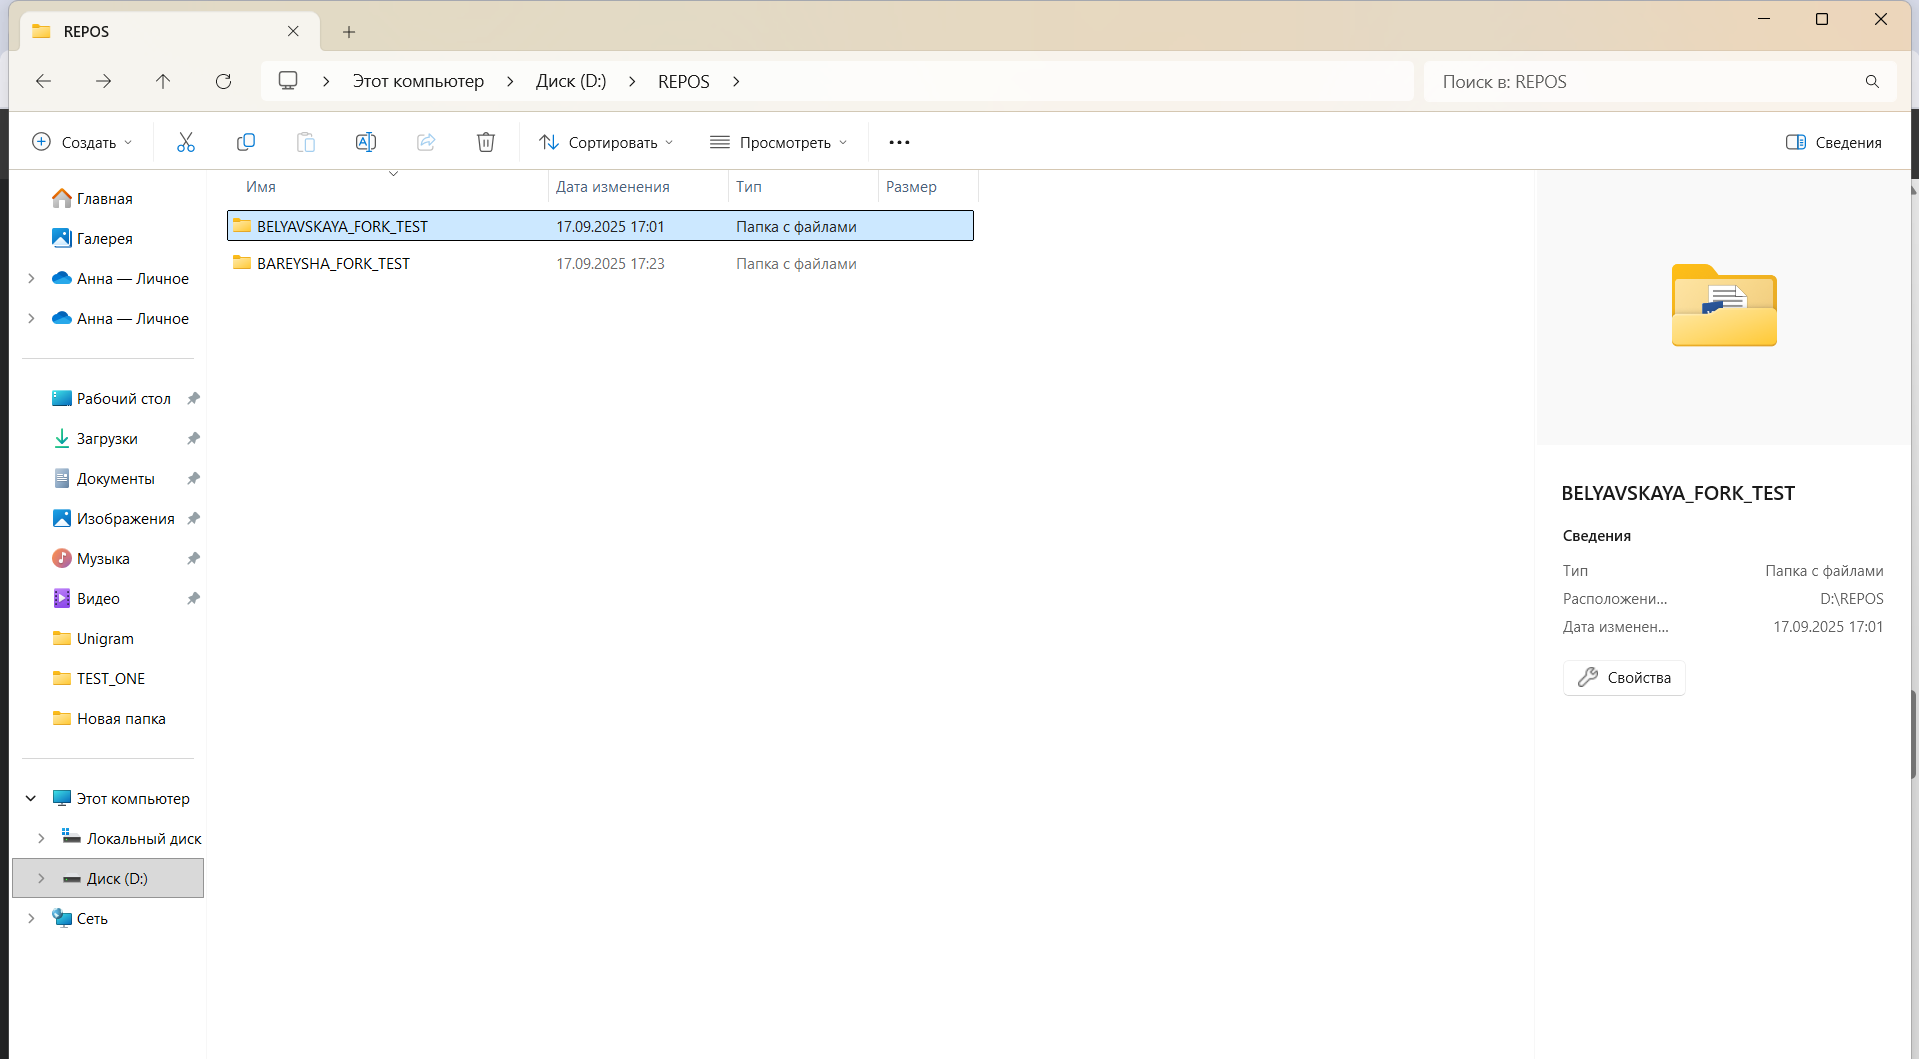 REPOS
Этот компьютер
Диск (D:)
REPOS
Поиск в: REPOS
Создать
Сортировать
Просмотреть
Сведения
Главная
Галерея
Анна — Личное
Анна — Личное
Рабочий стол
Загрузки
Документы
Изображения
Музыка
Видео
Unigram
TEST_ONE
Новая папка
Этот компьютер
Локальный диск
Диск (D:)
Сеть
Имя Дата изменения Тип Размер
BELYAVSKAYA_FORK_TEST 17.09.2025 17:01 Папка с файлами
BAREYSHA_FORK_TEST 17.09.2025 17:23 Папка с файлами
BELYAVSKAYA_FORK_TEST
Сведения
Тип Папка с файлами
Расположени... D:\REPOS
Дата изменен... 17.09.2025 17:01
Свойства